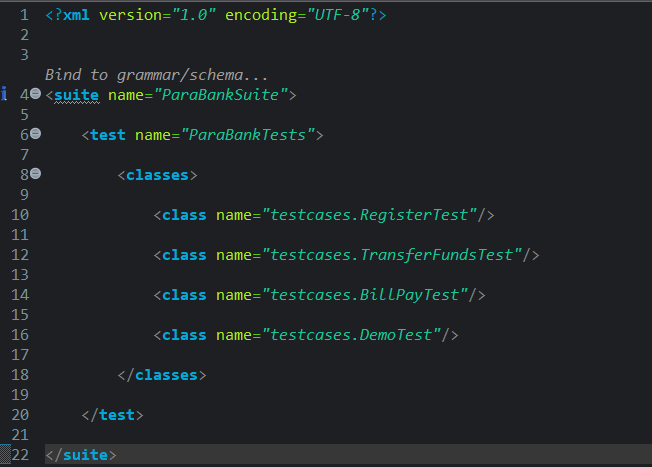 1 <?xml version="1.0" encoding="UTF-8"?>
2
3
Bind to grammar/schema...
4 <suite name="ParaBankSuite">
5
6 <test name="ParaBankTests">
7
8 <classes>
9
10 <class name="testcases.RegisterTest"/>
11
12 <class name="testcases.TransferFundsTest"/>
13
14 <class name="testcases.BillPayTest"/>
15
16 <class name="testcases.DemoTest"/>
17
18 </classes>
19
20 </test>
21
22 </suite>